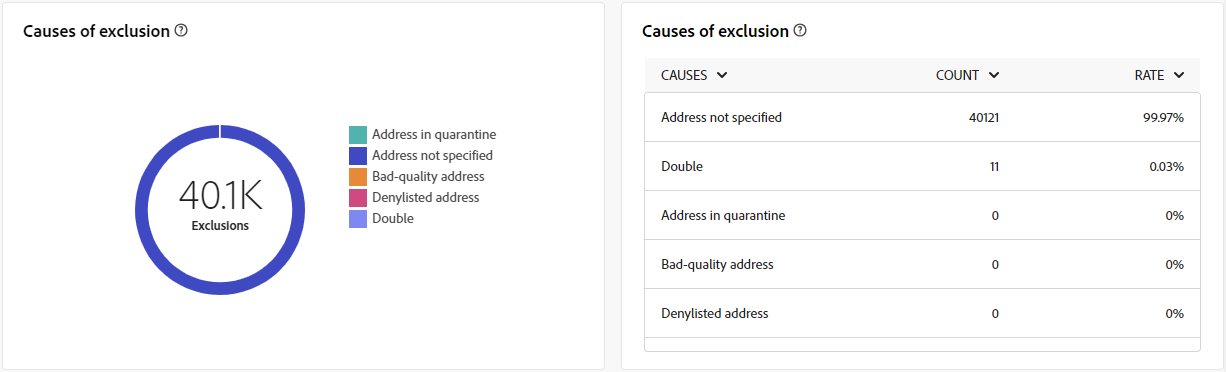 Causes of exclusion
40.1K
Exclusions
Address in quarantine
Address not specified
Bad-quality address
Denylisted address
Double
Causes of exclusion
CAUSES COUNT RATE
Address not specified 40121 99.97%
Double 11 0.03%
Address in quarantine 0 0%
Bad-quality address 0 0%
Denylisted address 0 0%